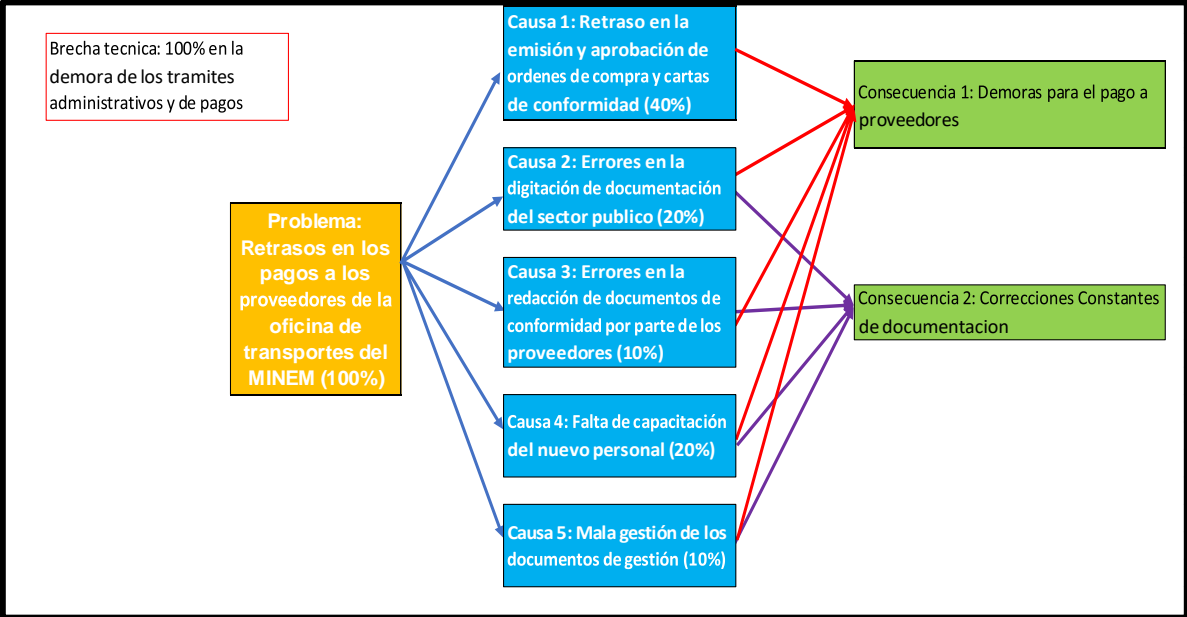 Brecha tecnica: 100% en la
demora de los tramites
administrativos y de pagos
Problema:
Retrasos en los
pagos a los
proveedores de la
oficina de
transportes del
MINEM (100%)
Causa 1: Retraso en la
emisión y aprobación de
ordenes de compra y cartas
de conformidad (40%)
Causa 2: Errores en la
digitación de documentación
del sector publico (20%)
Causa 3: Errores en la
redacción de documentos de
conformidad por parte de los
proveedores (10%)
Causa 4: Falta de capacitación
del nuevo personal (20%)
Causa 5: Mala gestión de los
documentos de gestión (10%)
Consecuencia 1: Demoras para el pago a
proveedores
Consecuencia 2: Correcciones Constantes
de documentacion